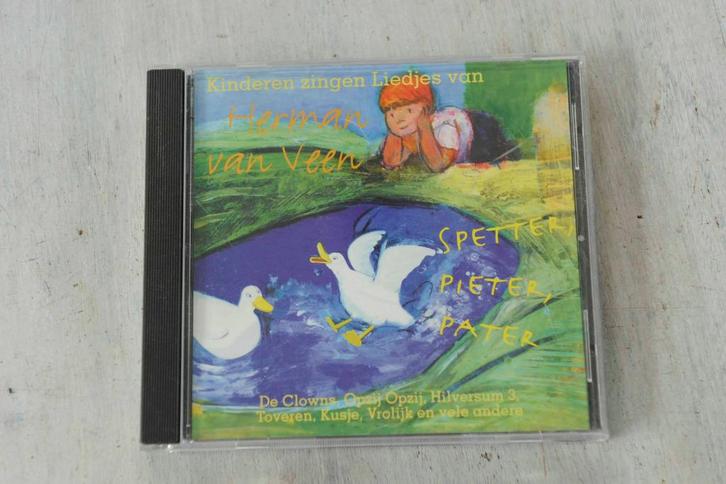 Kinderen zingen Liedjes van
Herman
van Veen
SPETTER,
PIETER,
PATER
De Clowns, Opzij Opzij, Hilversum 3,
Toveren, Kusje, Vrolijk en vele andere